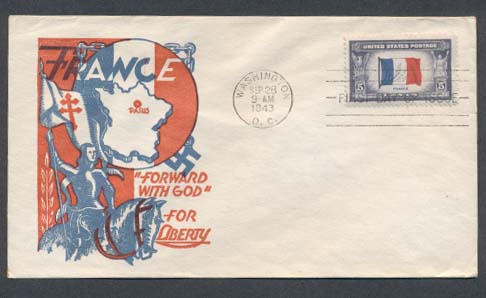 FRANCE
PARIS
"FORWARD
WITH GOD"
FOR
LIBERTY
WASHINGTON
SEP 28
9-AM
1943
D. C.
UNITED STATES POSTAGE
5¢ 5¢
FRANCE
FIRST DAY OF ISSUE